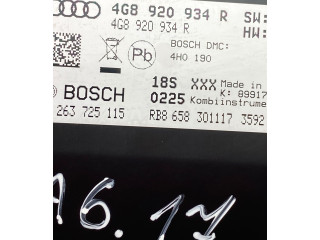 4G8 920 934 R SW:
4G8 920 934 R HW:
Pb BOSCH DMC:
4H0 190
18S XXX Made in
BOSCH 0225 K: 89917
Kombiinstrume
263 725 115 RB8 658 301117 3592
A6.17